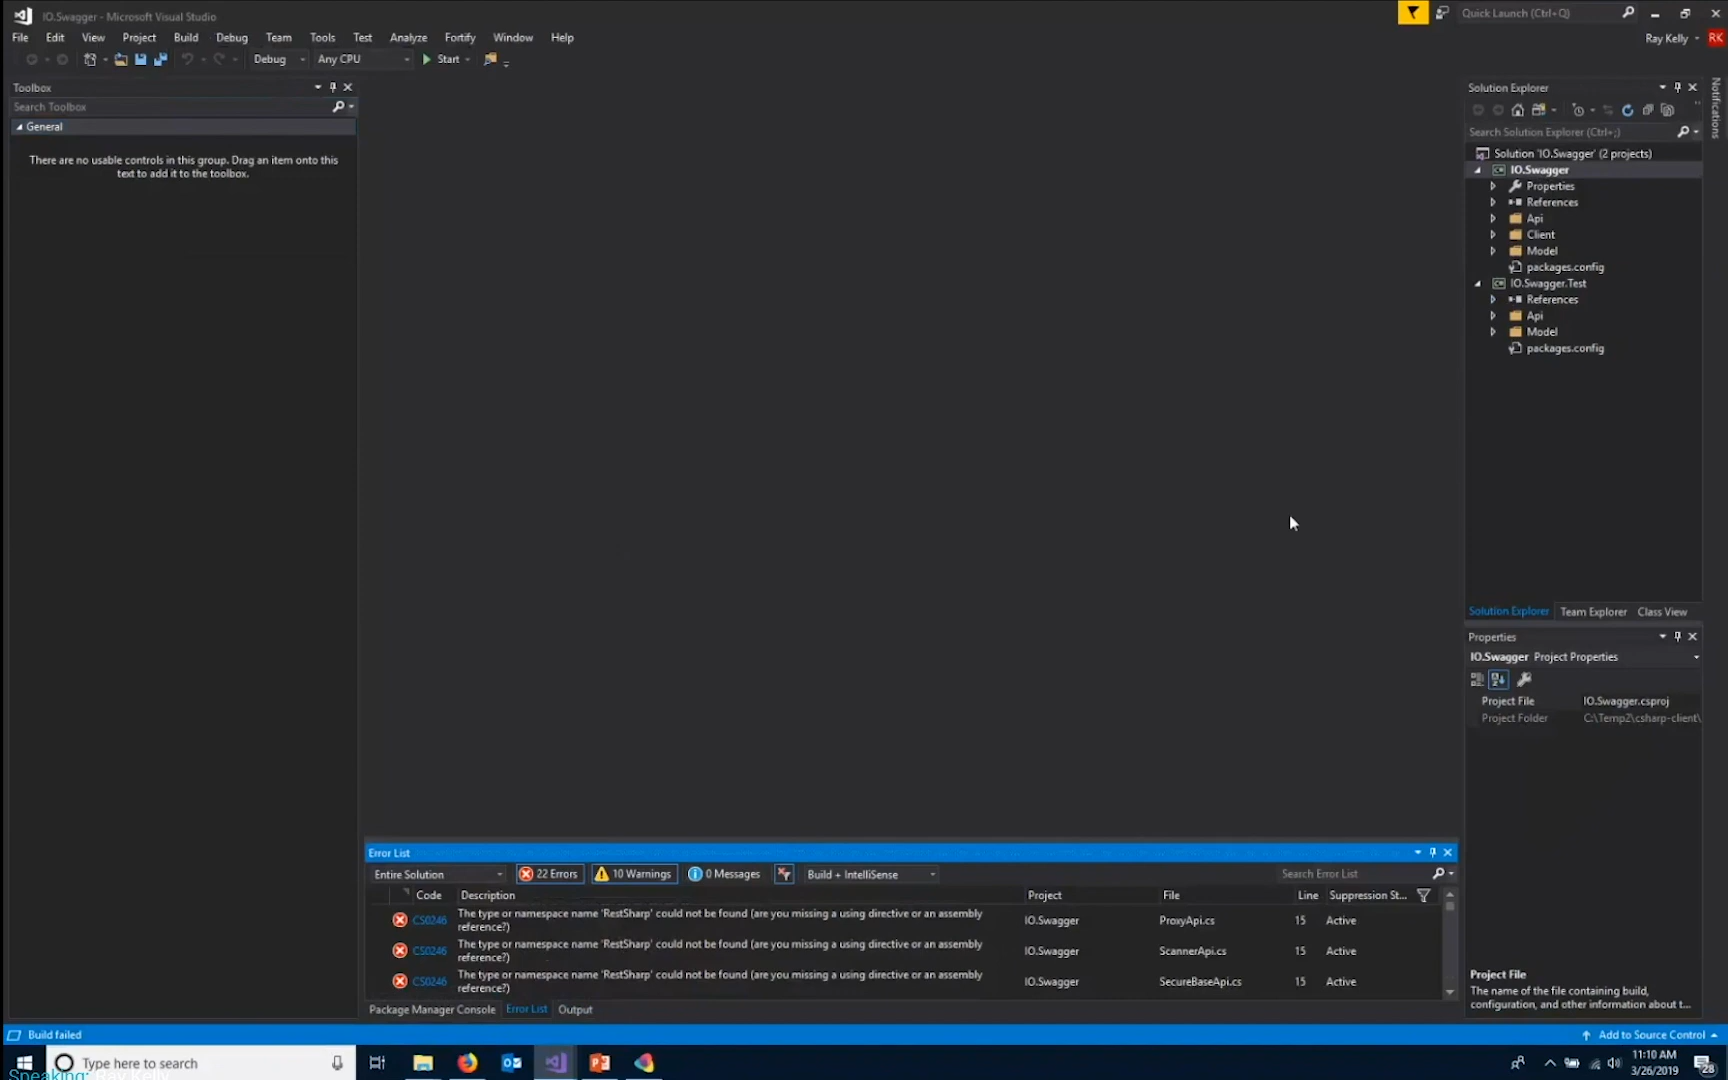 IO.Swagger - Microsoft Visual Studio
Quick Launch (Ctrl+Q)
File Edit View Project Build Debug Team Tools Test Analyze Fortify Window Help
Ray Kelly RK
Debug Any CPU Start
Toolbox
Search Toolbox
General
There are no usable controls in this group. Drag an item onto this
text to add it to the toolbox.
Solution Explorer
Search Solution Explorer (Ctrl+;)
Solution 'IO.Swagger' (2 projects)
IO.Swagger
Properties
References
Api
Client
Model
packages.config
IO.Swagger.Test
References
Api
Model
packages.config
Notifications
Solution Explorer Team Explorer Class View
Properties
IO.Swagger Project Properties
Project File IO.Swagger.csproj
Project Folder C:\Temp2\csharp-client\
Project File
The name of the file containing build,
configuration, and other information about t...
Error List
Entire Solution 22 Errors 10 Warnings 0 Messages Build + IntelliSense Search Error List
Code Description Project File Line Suppression St...
CS0246 The type or namespace name 'RestSharp' could not be found (are you missing a using directive or an assembly
reference?) IO.Swagger ProxyApi.cs 15 Active
CS0246 The type or namespace name 'RestSharp' could not be found (are you missing a using directive or an assembly
reference?) IO.Swagger ScannerApi.cs 15 Active
CS0246 The type or namespace name 'RestSharp' could not be found (are you missing a using directive or an assembly
reference?) IO.Swagger SecureBaseApi.cs 15 Active
Package Manager Console Error List Output
Build failed
Add to Source Control
Type here to search
11:10 AM
3/26/2019
28
Speaking: Ray Kelly